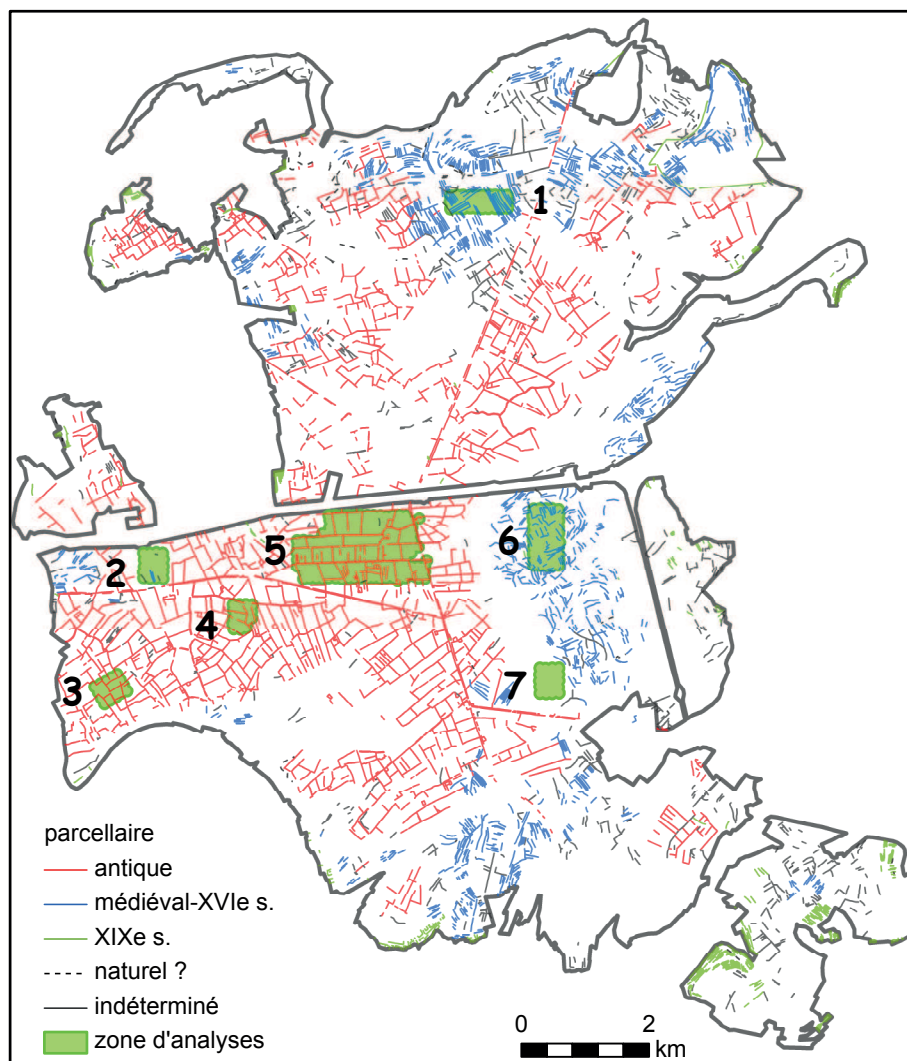 1
2
5
6
4
3
7
parcellaire
antique
médiéval-XVIe s.
XIXe s.
naturel ?
indéterminé
zone d'analyses
0 2
km